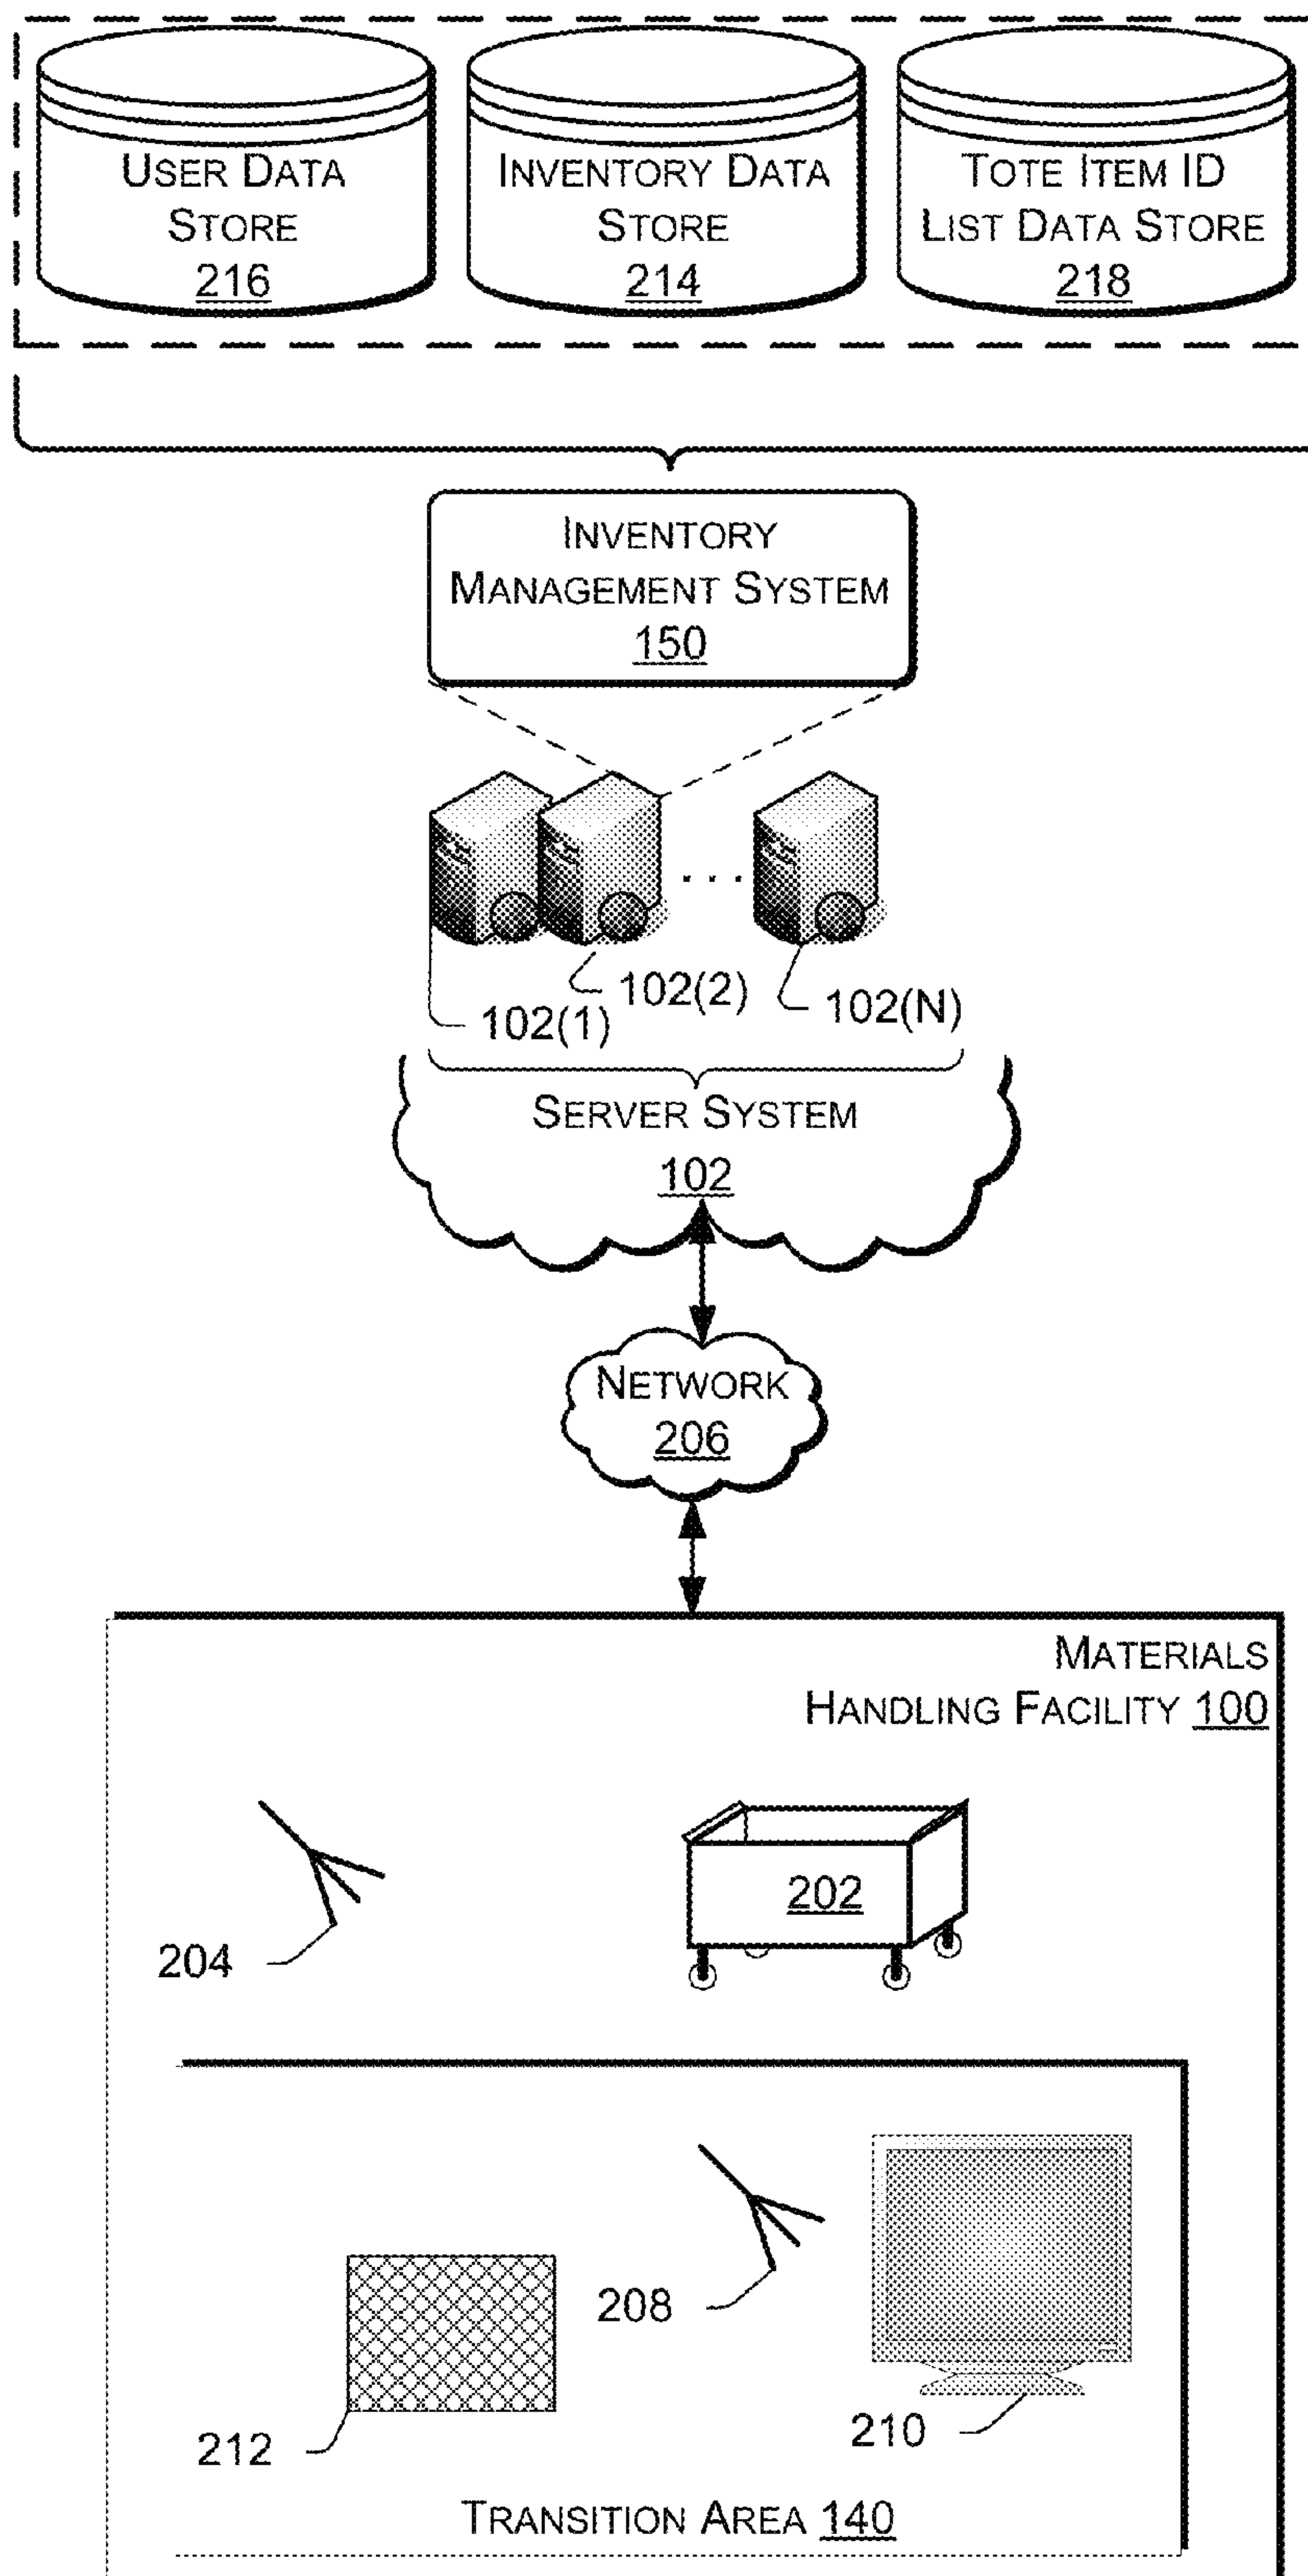 USER DATA
STORE
216
INVENTORY DATA
STORE
214
TOTE ITEM ID
LIST DATA STORE
218
INVENTORY
MANAGEMENT SYSTEM
150
...
102(1)
102(2)
102(N)
SERVER SYSTEM
102
NETWORK
206
MATERIALS
HANDLING FACILITY 100
204
202
208
212
210
TRANSITION AREA 140